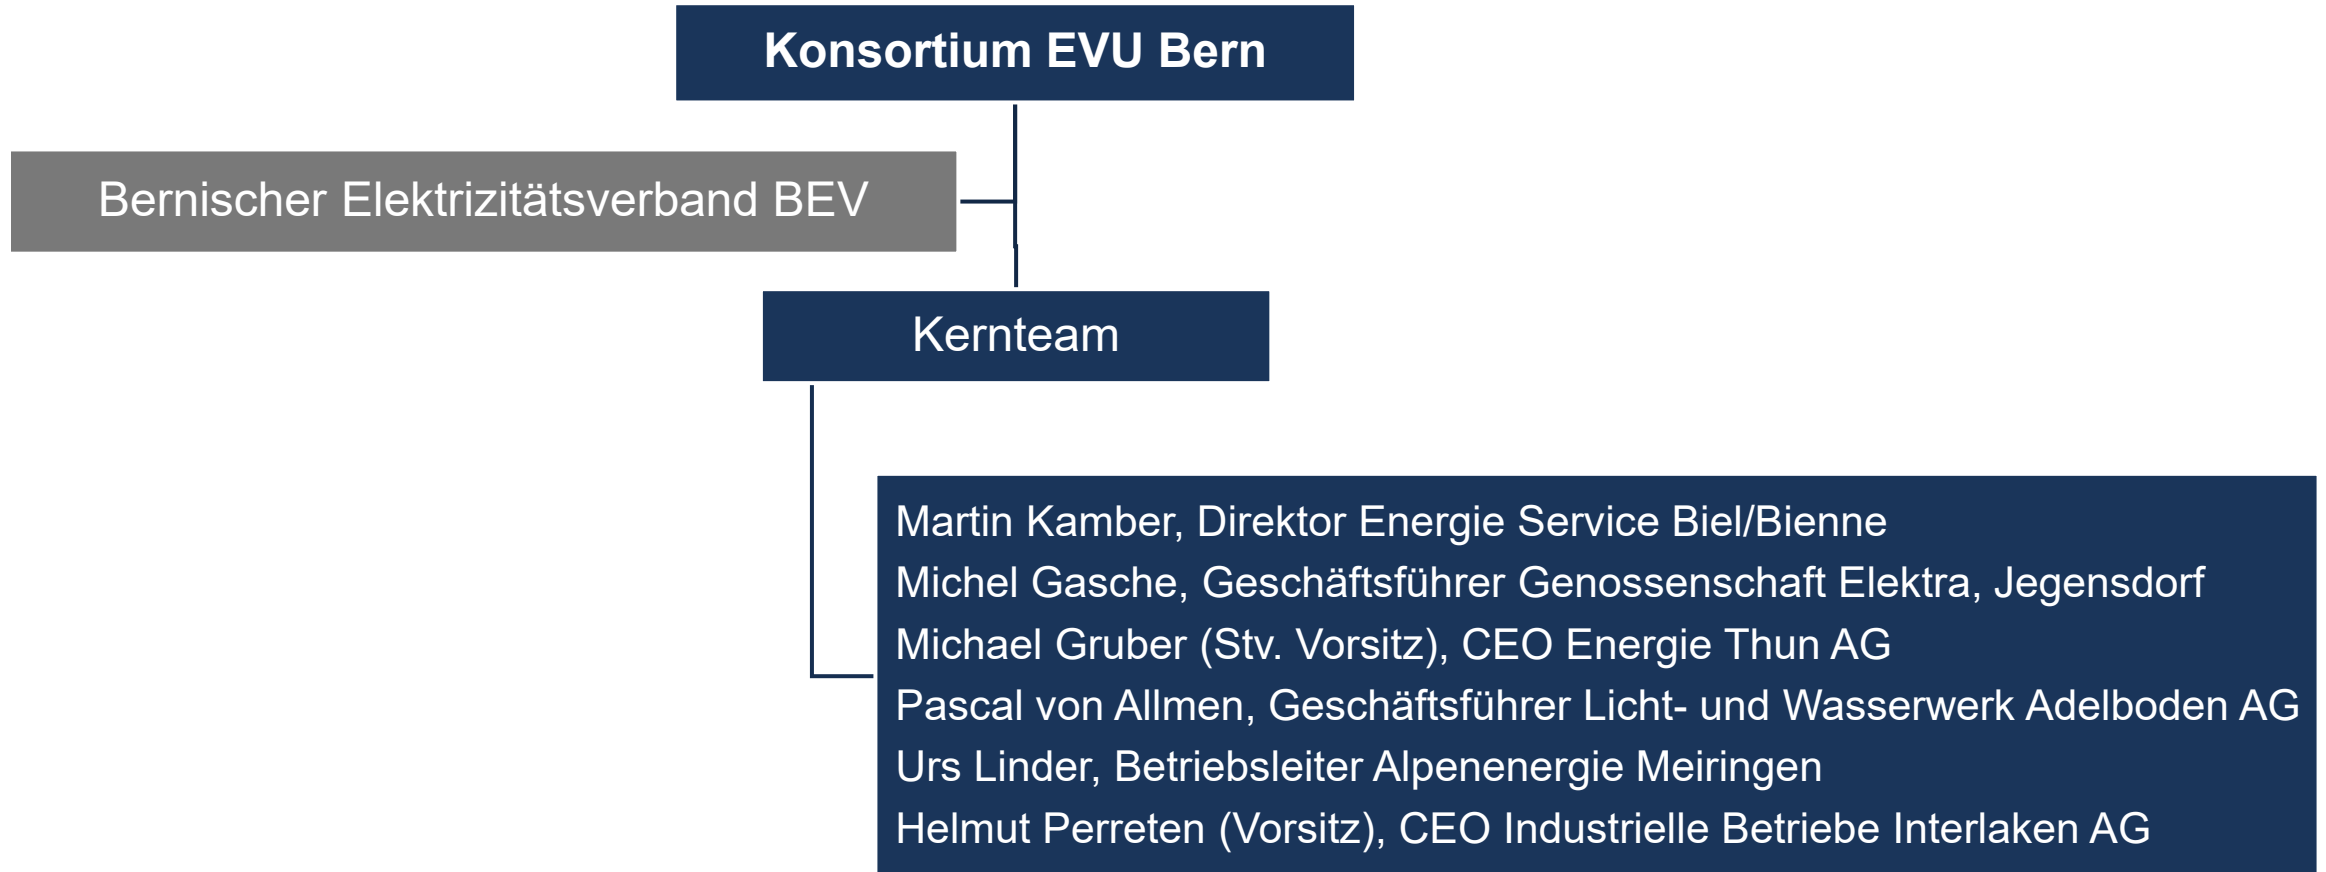 Konsortium EVU Bern
Bernischer Elektrizitätsverband BEV
Kernteam
Martin Kamber, Direktor Energie Service Biel/Bienne
Michel Gasche, Geschäftsführer Genossenschaft Elektra, Jegensdorf
Michael Gruber (Stv. Vorsitz), CEO Energie Thun AG
Pascal von Allmen, Geschäftsführer Licht- und Wasserwerk Adelboden AG
Urs Linder, Betriebsleiter Alpenenergie Meiringen
Helmut Perreten (Vorsitz), CEO Industrielle Betriebe Interlaken AG